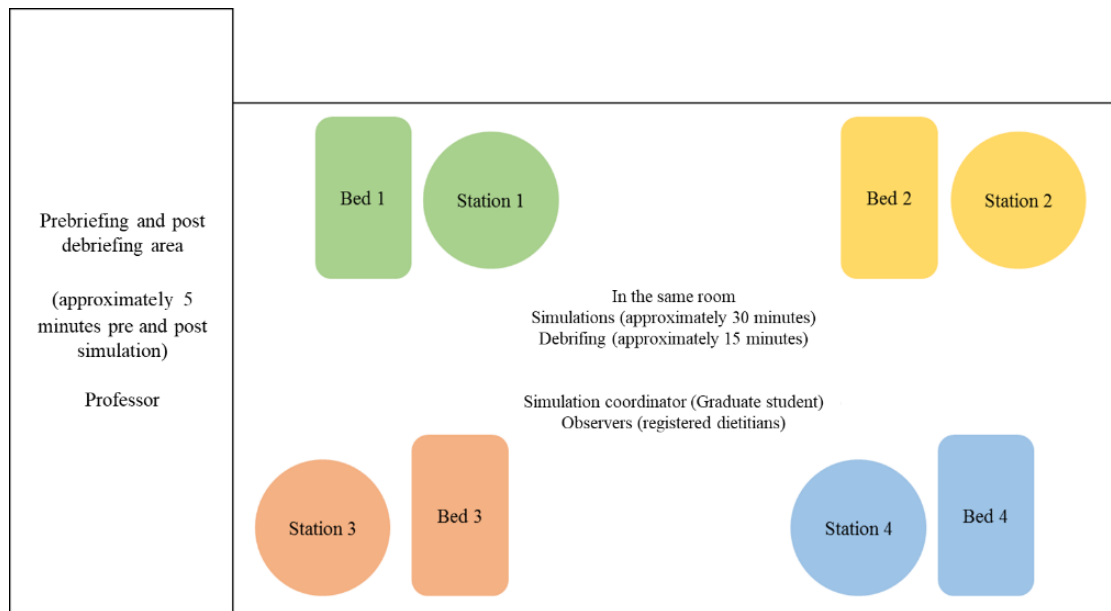 Prebriefing and post
debriefing area
(approximately 5
minutes pre and post
simulation)
Professor
Bed 1
Station 1
Bed 2
Station 2
In the same room
Simulations (approximately 30 minutes)
Debrifing (approximately 15 minutes)
Simulation coordinator (Graduate student)
Observers (registered dietitians)
Station 3
Bed 3
Station 4
Bed 4